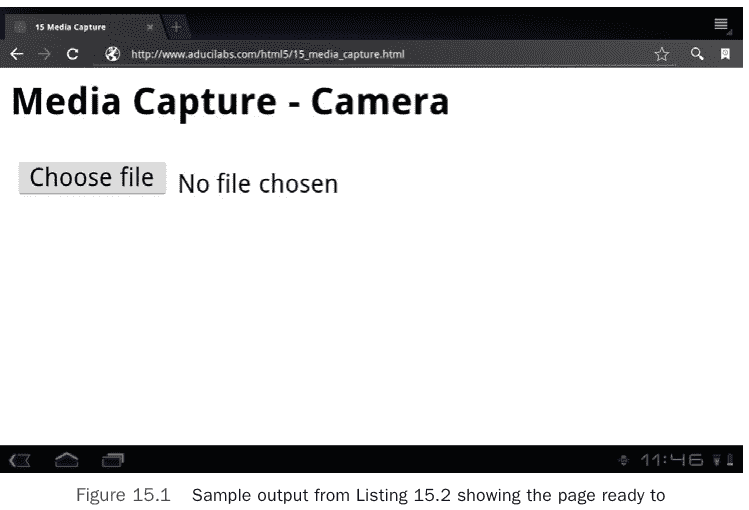 15 Media Capture
http://www.aducilabs.com/html5/15_media_capture.html
Media Capture - Camera
Choose file No file chosen
11:46
Figure 15.1 Sample output from Listing 15.2 showing the page ready to